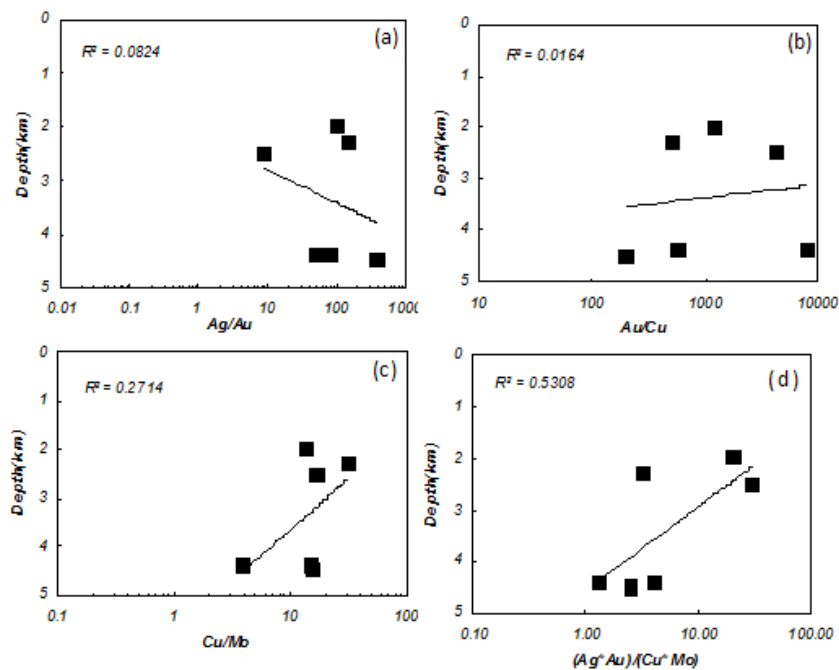 0
(a)
R² = 0.0824
1
2
Depth(km)
3
4
5
0.01 0.1 1 10 100 1000
Ag/Au
0
(b)
R² = 0.0164
1
2
Depth(km)
3
4
5
10 100 1000 10000
Au/Cu
0
(c)
R² = 0.2714
1
2
Depth(km)
3
4
5
0.1 1 10 100
Cu/Mo
0
(d)
R² = 0.5308
1
2
Depth(km)
3
4
5
0.10 1.00 10.00 100.00
(Ag*Au)/(Cu*Mo)